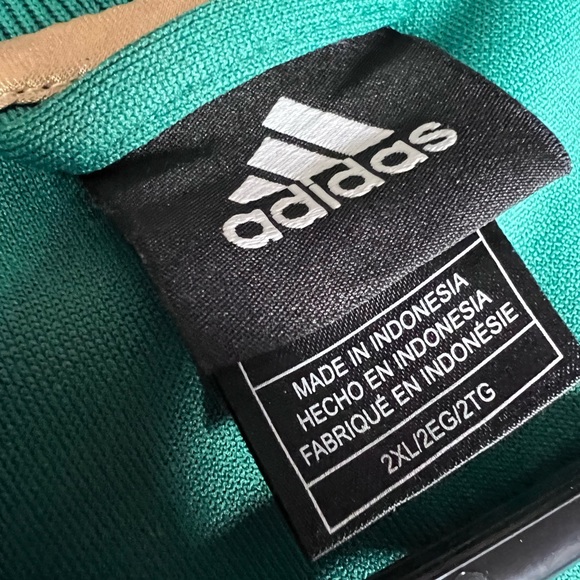 adidas
MADE IN INDONESIA
HECHO EN INDONESIA
FABRIQUÉ EN INDONÉSIE
2XL/2EG/2TG